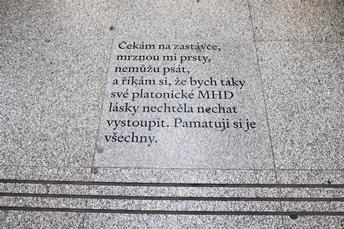 Čekám na zastávce,
mrznou mi prsty,
nemůžu psát,
a říkám si, že bych taky
své platonické MHD
lásky nechtěla nechat
vystoupit. Pamatuji si je
všechny.